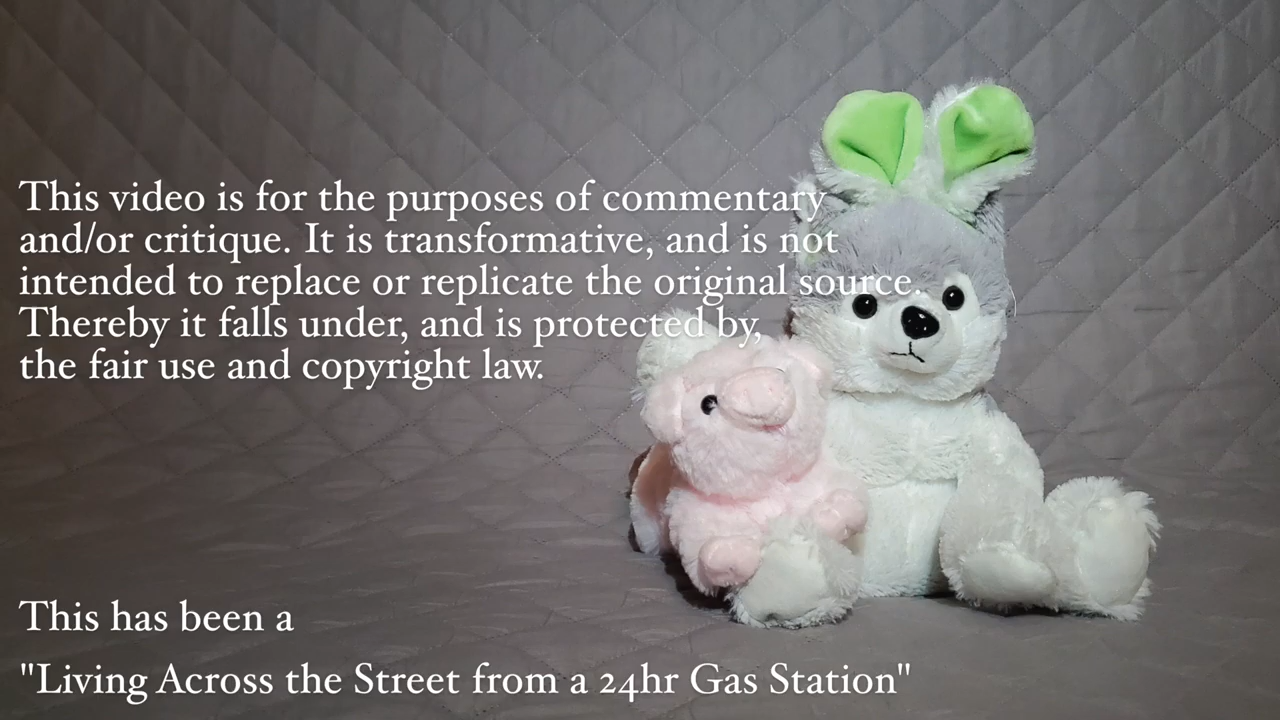 This video is for the purposes of commentary
and/or critique. It is transformative, and is not
intended to replace or replicate the original source.
Thereby it falls under, and is protected by,
the fair use and copyright law.
This has been a
"Living Across the Street from a 24hr Gas Station"